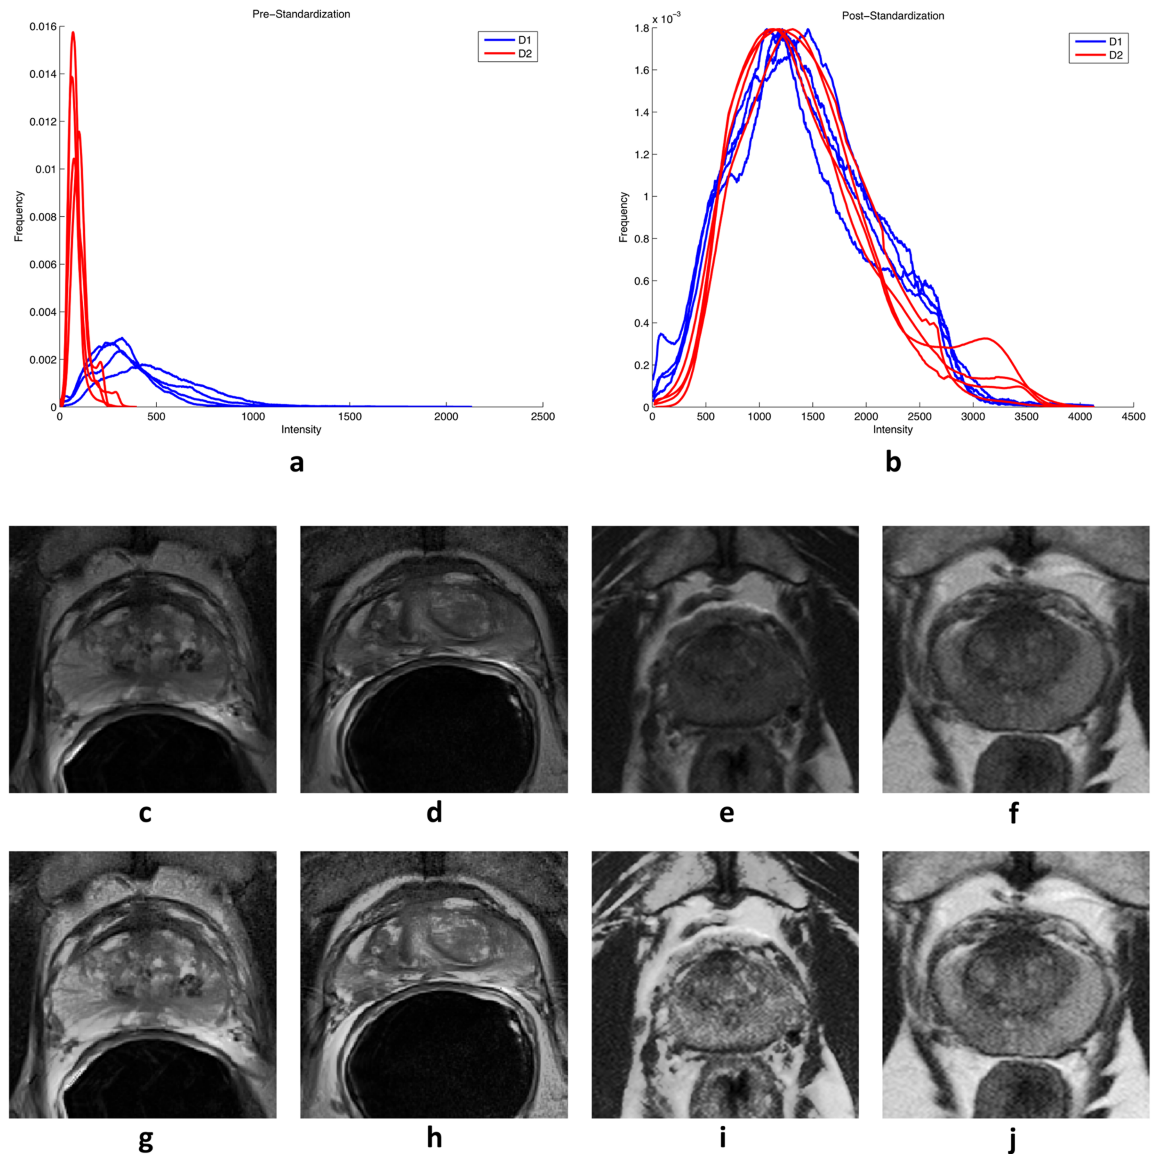 Pre−Standardization
0.016
0.014
0.012
0.01
0.008
0.006
0.004
0.002
0
Frequency
D1
D2
0
500
1000
1500
2000
2500
Intensity
a
Post−Standardization
x 10⁻³
1.8
1.6
1.4
1.2
1
0.8
0.6
0.4
0.2
0
Frequency
D1
D2
0
500
1000
1500
2000
2500
3000
3500
4000
4500
Intensity
b
c
d
e
f
g
h
i
j